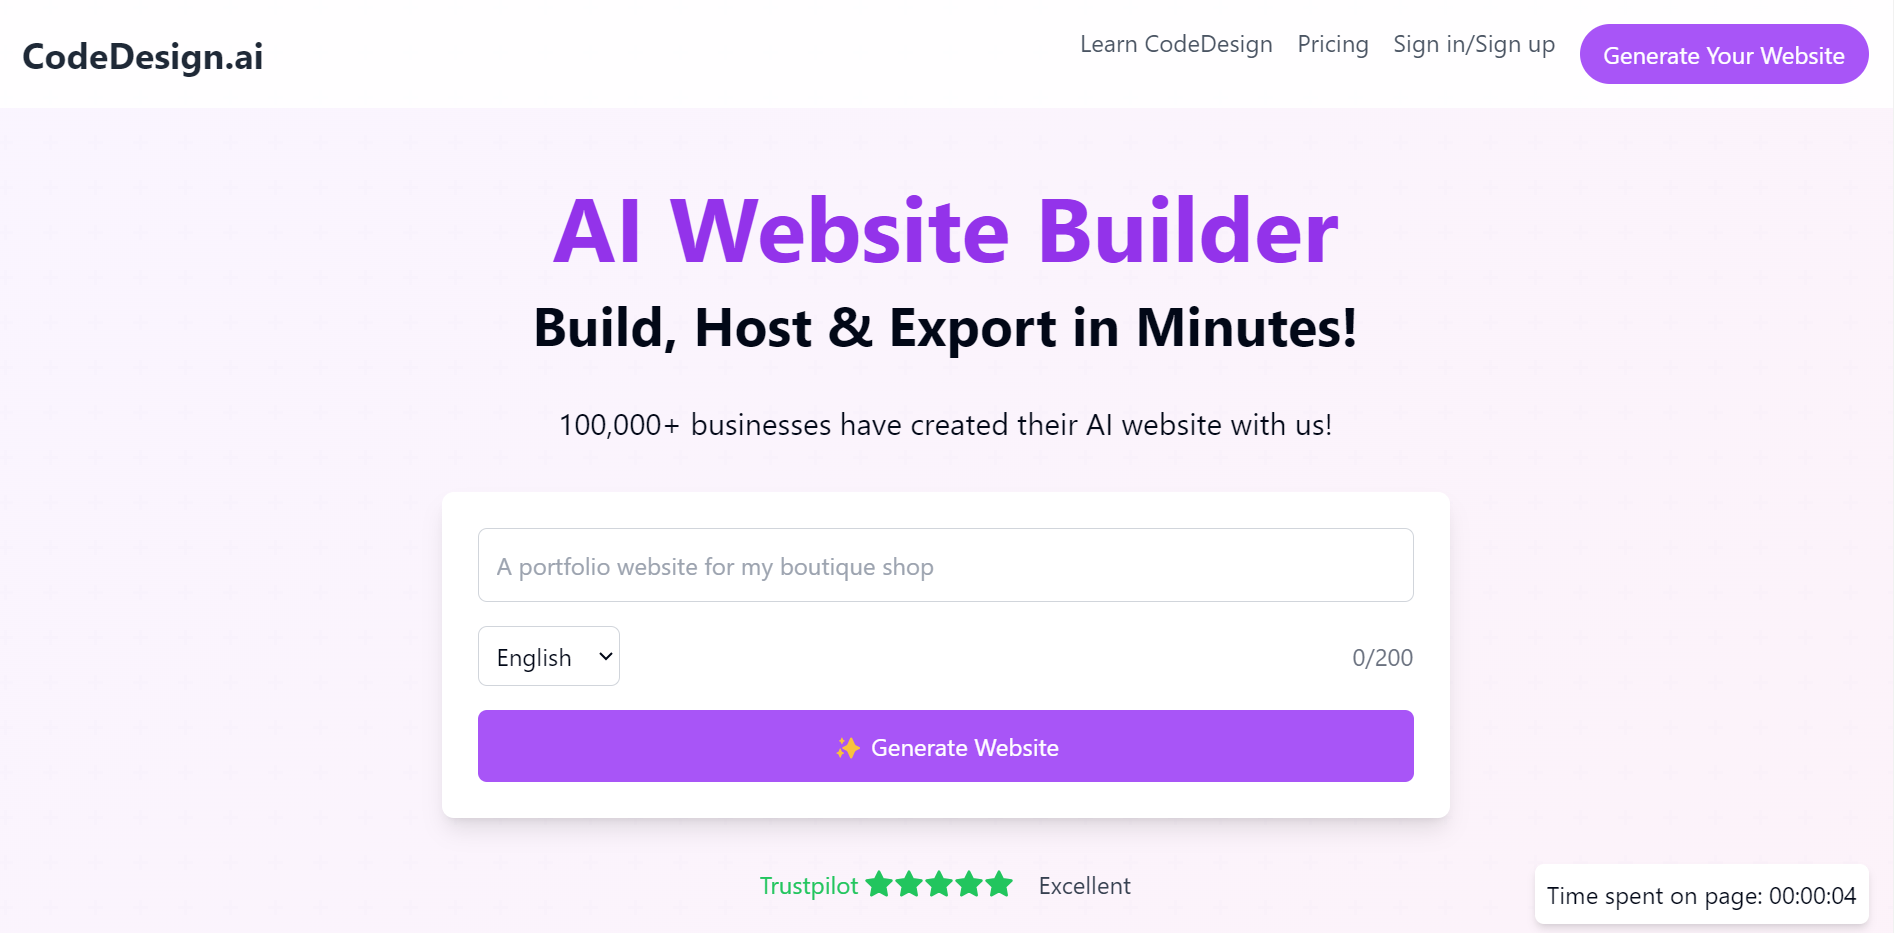 CodeDesign.ai
Learn CodeDesign Pricing Sign in/Sign up Generate Your Website
AI Website Builder
Build, Host & Export in Minutes!
100,000+ businesses have created their AI website with us!
A portfolio website for my boutique shop
English 0/200
✨ Generate Website
Trustpilot ★★★★★ Excellent
Time spent on page: 00:00:04